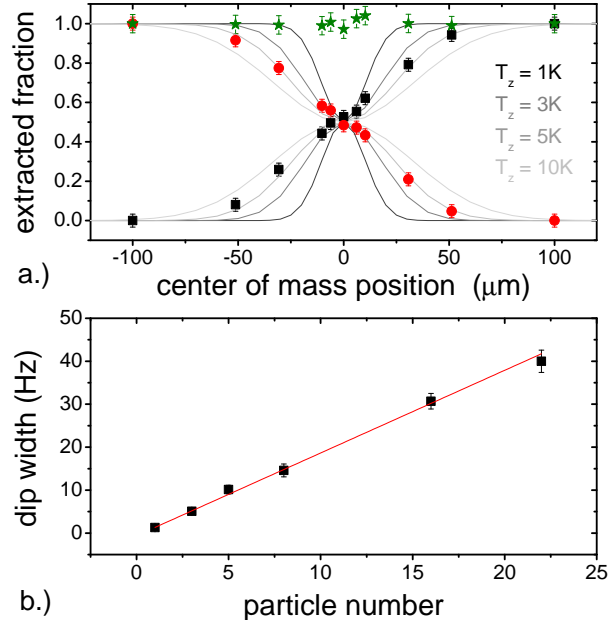 extracted fraction
1.0
0.8
0.6
0.4
0.2
0.0
T_z = 1K
T_z = 3K
T_z = 5K
T_z = 10K
-100 -50 0 50 100
a.) center of mass position (μm)
dip width (Hz)
50
40
30
20
10
0
0 5 10 15 20 25
b.) particle number